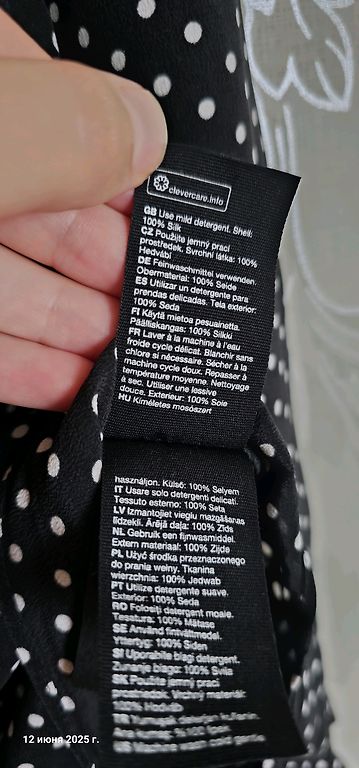 clevercare.info
GB Use mild detergent. Shell:
100% Silk
CZ Použijte jemný prací
prostředek. Svrchní látka: 100%
Hedvábí
DE Feinwaschmittel verwenden.
Obermaterial: 100% Seide
ES Utilizar un detergente para
prendas delicadas. Tela exterior:
100% Seda
FI Käytä mietoa pesuainetta.
Päälliskangas: 100% Silkki
FR Laver à la machine à l'eau
froide cycle délicat. Blanchir sans
chlore si nécessaire. Sécher à la
machine cycle doux. Repasser à
température moyenne. Nettoyage
à sec. Utiliser une lessive
douce. Extérieur: 100% Soie
HU Kíméletes mosószert
használjon. Külső: 100% Selyem
IT Usare solo detergenti delicati.
Tessuto esterno: 100% Seta
LV Izmantojiet vieglu mazgāšanas
līdzekli. Ārējā daļa: 100% Zīds
NL Gebruik een fijnwasmiddel.
Extern materiaal: 100% Zijde
PL Użyć środka przeznaczonego
do prania weiny. Tkanina
wierzchnia: 100% Jedwab
PT Utilize detergente suave.
Exterior: 100% Seda
RO Folosiți detergent moale.
Țesatura: 100% Mătase
SE Använd fintvättmedel.
Yttertyg: 100% Siden
SI Uporabite blagi detergent.
Zunanje blago: 100% Svila
SK Použite jemný prací
prostriedok. Vrchný materiál:
100% Hodváb
12 июня 2025 г.